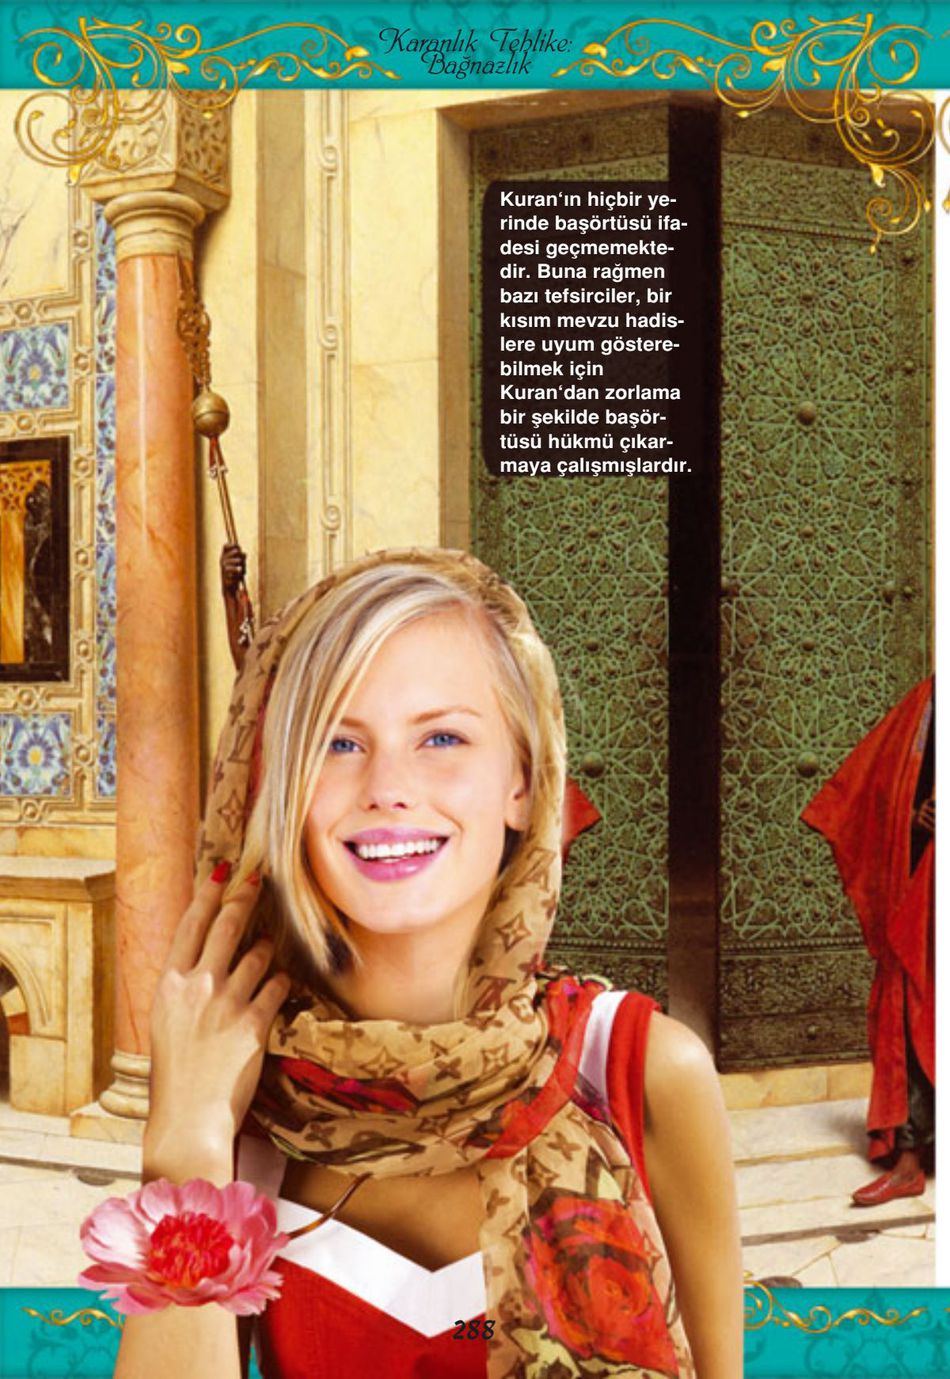 Karanlık Tehlike:
Bağnazlık
Kuran‘ın hiçbir ye-
rinde başörtüsü ifa-
desi geçmemekte-
dir. Buna rağmen
bazı tefsirciler, bir
kısım mevzu hadis-
lere uyum göstere-
bilmek için
Kuran‘dan zorlama
bir şekilde başör-
tüsü hükmü çıkar-
maya çalışmışlardır.
288